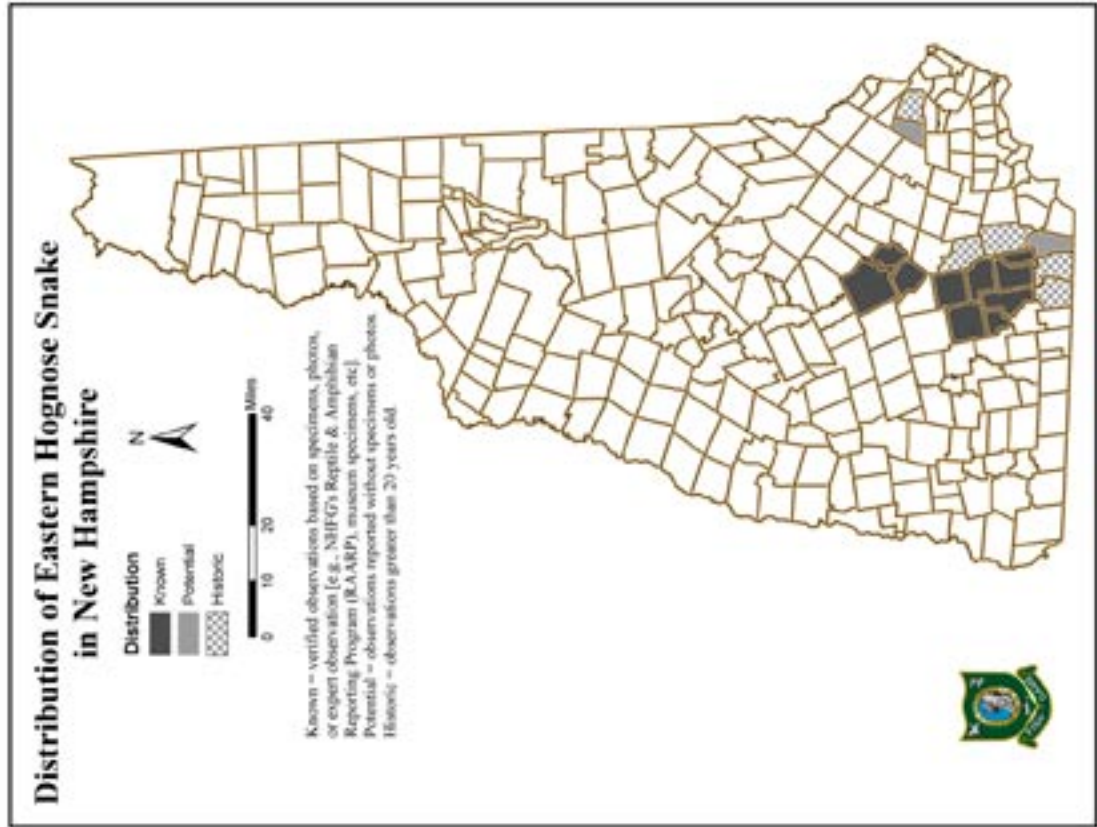 Distribution of Eastern Hognose Snake
in New Hampshire
N
Distribution
Known
Potential
Historic
0 10 20 40
Miles
Known = verified observations based on specimens, photos,
or expert observation [e.g., NHFG's Reptile & Amphibian
Reporting Program (RAARP), museum specimens, etc].
Potential = observations reported without specimens or photos.
Historic = observations greater than 20 years old.